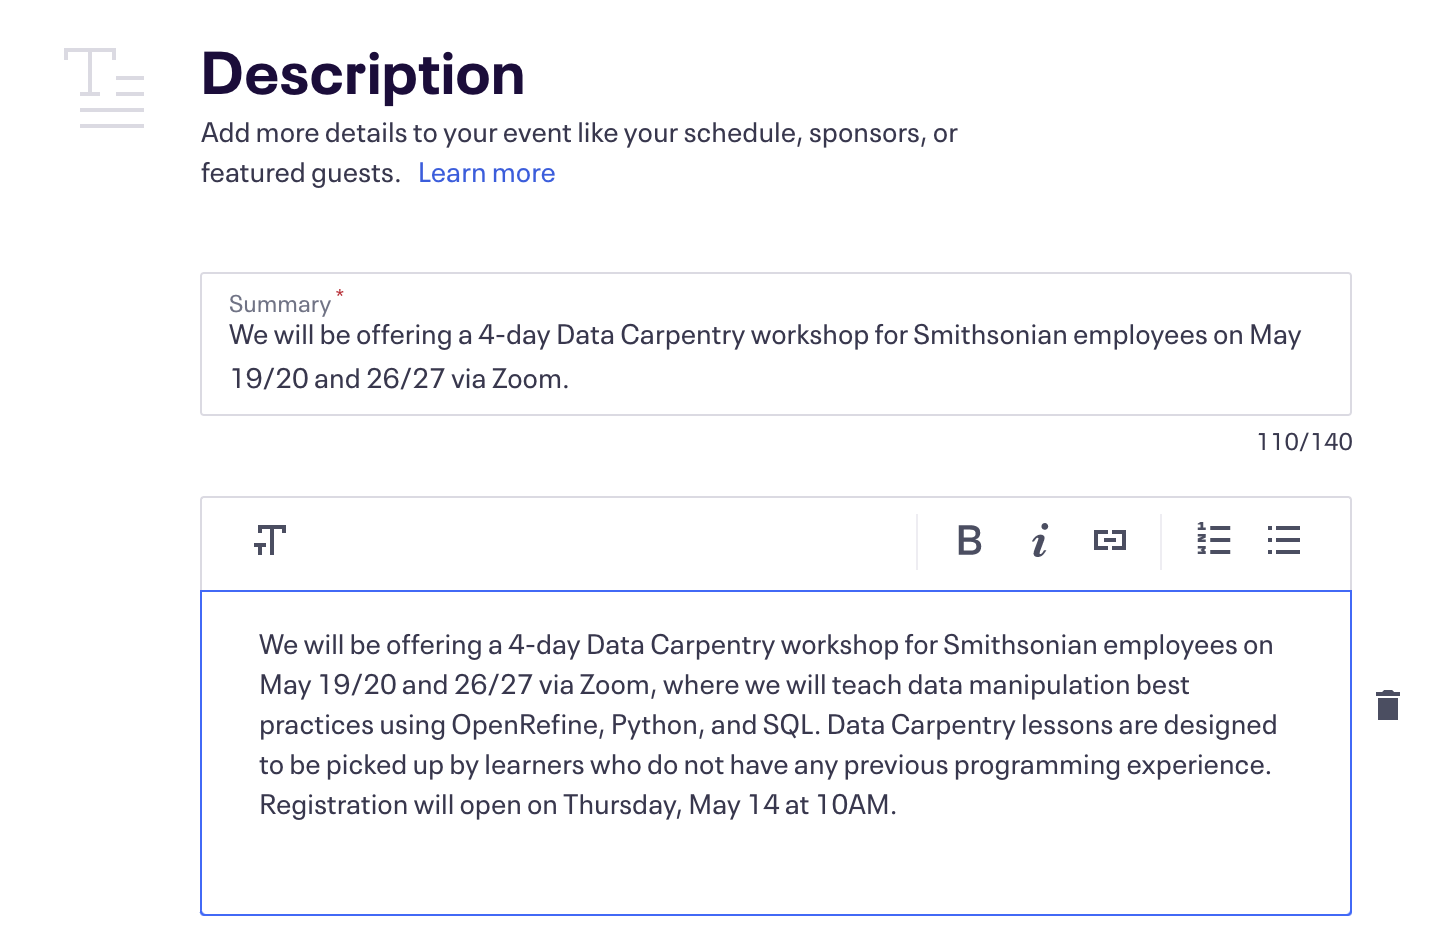 Description
Add more details to your event like your schedule, sponsors, or
featured guests. Learn more
Summary *
We will be offering a 4-day Data Carpentry workshop for Smithsonian employees on May
19/20 and 26/27 via Zoom.
110/140
B i
1
2
3
We will be offering a 4-day Data Carpentry workshop for Smithsonian employees on
May 19/20 and 26/27 via Zoom, where we will teach data manipulation best
practices using OpenRefine, Python, and SQL. Data Carpentry lessons are designed
to be picked up by learners who do not have any previous programming experience.
Registration will open on Thursday, May 14 at 10AM.